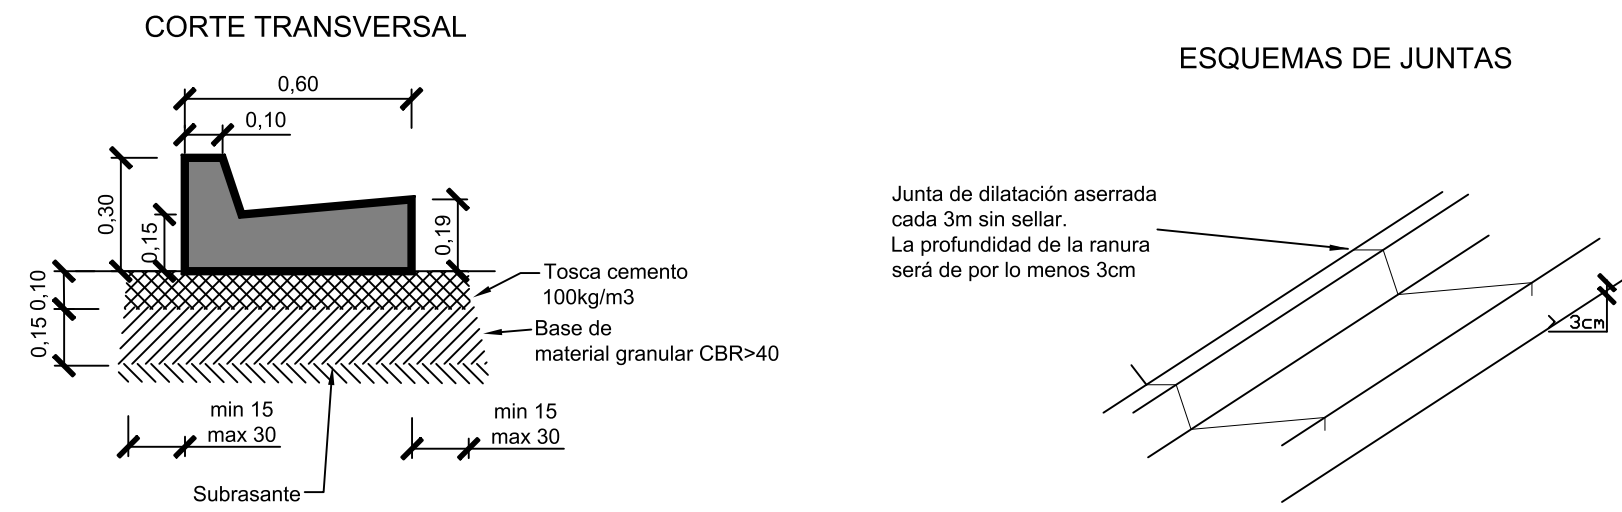 CORTE TRANSVERSAL
0,60
0,10
0,30
0,15
0,19
0,10
0,15
Tosca cemento
100kg/m3
Base de
material granular CBR>40
min 15
max 30
min 15
max 30
Subrasante
ESQUEMAS DE JUNTAS
Junta de dilatación aserrada
cada 3m sin sellar.
La profundidad de la ranura
será de por lo menos 3cm
3cm